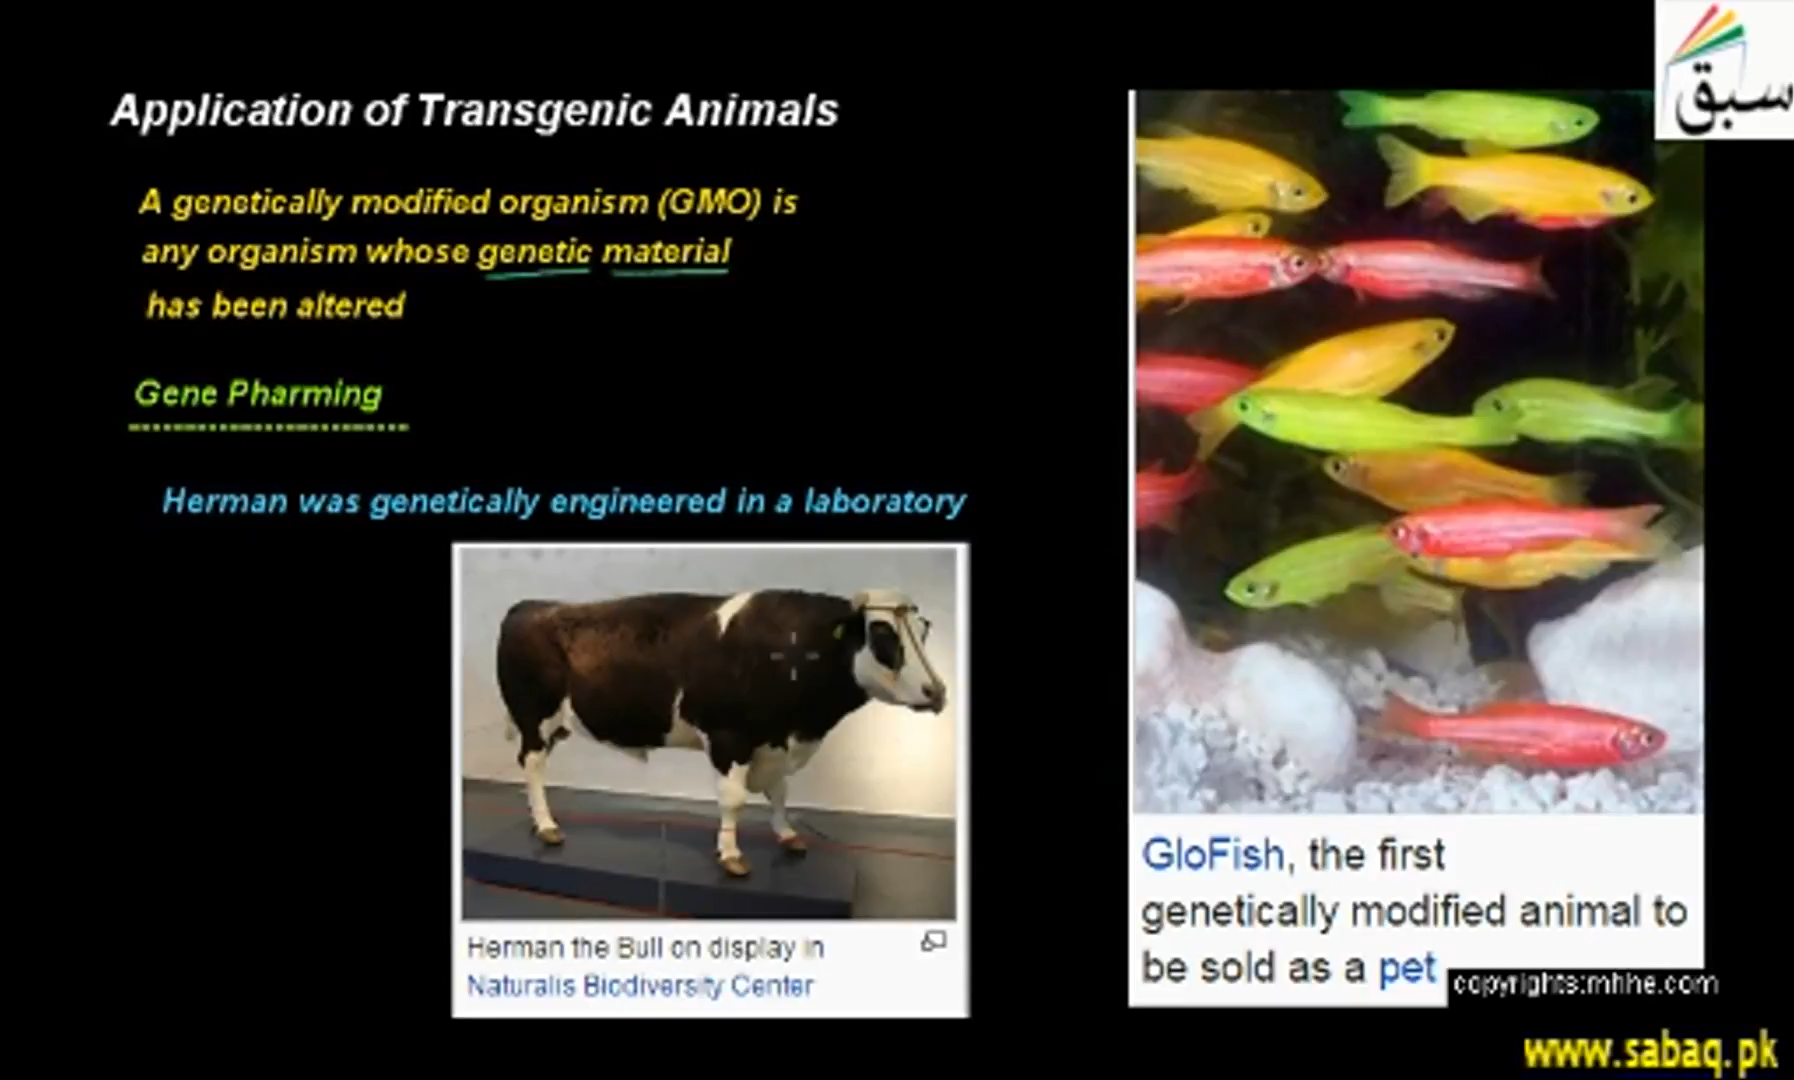 سبق
Application of Transgenic Animals
A genetically modified organism (GMO) is
any organism whose genetic material
has been altered
Gene Pharming
Herman was genetically engineered in a laboratory
Herman the Bull on display in
Naturalis Biodiversity Center
GloFish, the first
genetically modified animal to
be sold as a pet
copyrights:mhhe.com
www.sabaq.pk